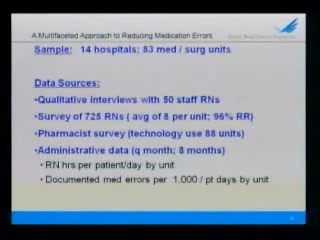 A Multifaceted Approach to Reducing Medication Errors
Sample: 14 hospitals; 83 med / surg units
Data Sources:
•Qualitative interviews with 50 staff RNs
•Survey of 725 RNs ( avg of 8 per unit; 96% RR)
•Pharmacist survey (technology use 88 units)
•Administrative data (q month; 8 months)
• RN hrs.per patient/day by unit
• Documented med errors per 1,000 / pt days by unit